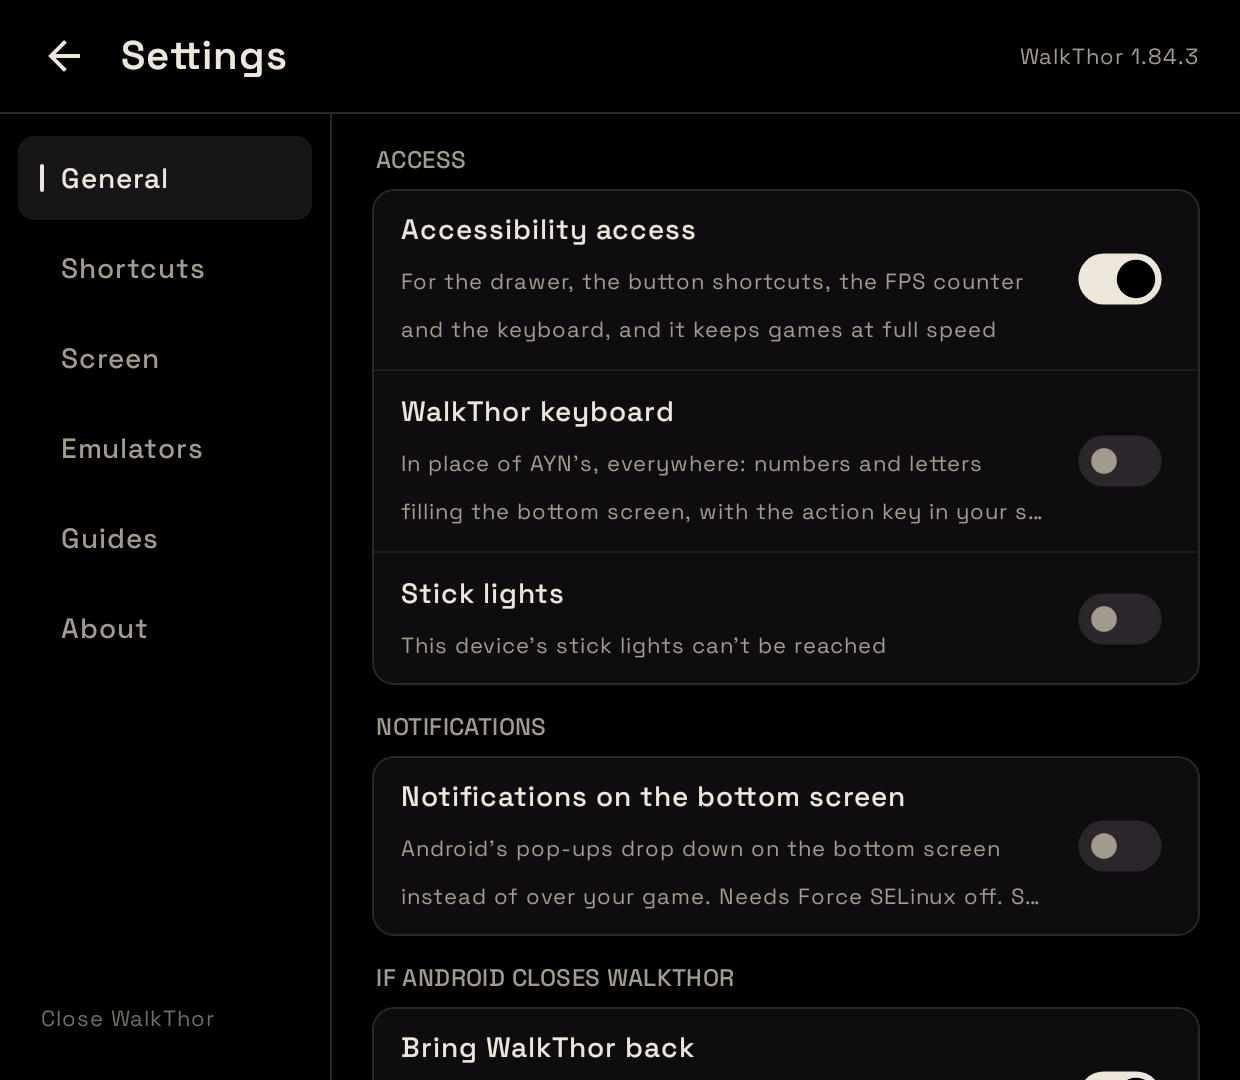 Settings
WalkThor 1.84.3
General
Shortcuts
Screen
Emulators
Guides
About
Close WalkThor
ACCESS
Accessibility access
For the drawer, the button shortcuts, the FPS counter
and the keyboard, and it keeps games at full speed
WalkThor keyboard
In place of AYN’s, everywhere: numbers and letters
filling the bottom screen, with the action key in your s…
Stick lights
This device’s stick lights can’t be reached
NOTIFICATIONS
Notifications on the bottom screen
Android’s pop-ups drop down on the bottom screen
instead of over your game. Needs Force SELinux off. S…
IF ANDROID CLOSES WALKTHOR
Bring WalkThor back